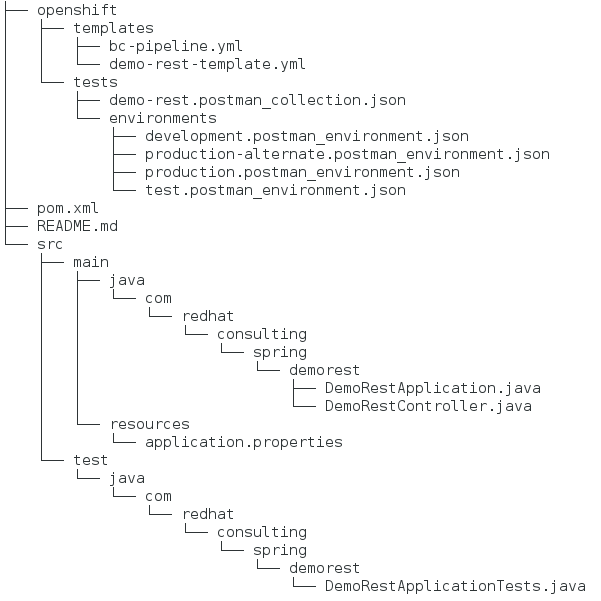 openshift
templates
bc-pipeline.yml
demo-rest-template.yml
tests
demo-rest.postman_collection.json
environments
development.postman_environment.json
production-alternate.postman_environment.json
production.postman_environment.json
test.postman_environment.json
pom.xml
README.md
src
main
java
com
redhat
consulting
spring
demorest
DemoRestApplication.java
DemoRestController.java
resources
application.properties
test
java
com
redhat
consulting
spring
demorest
DemoRestApplicationTests.java